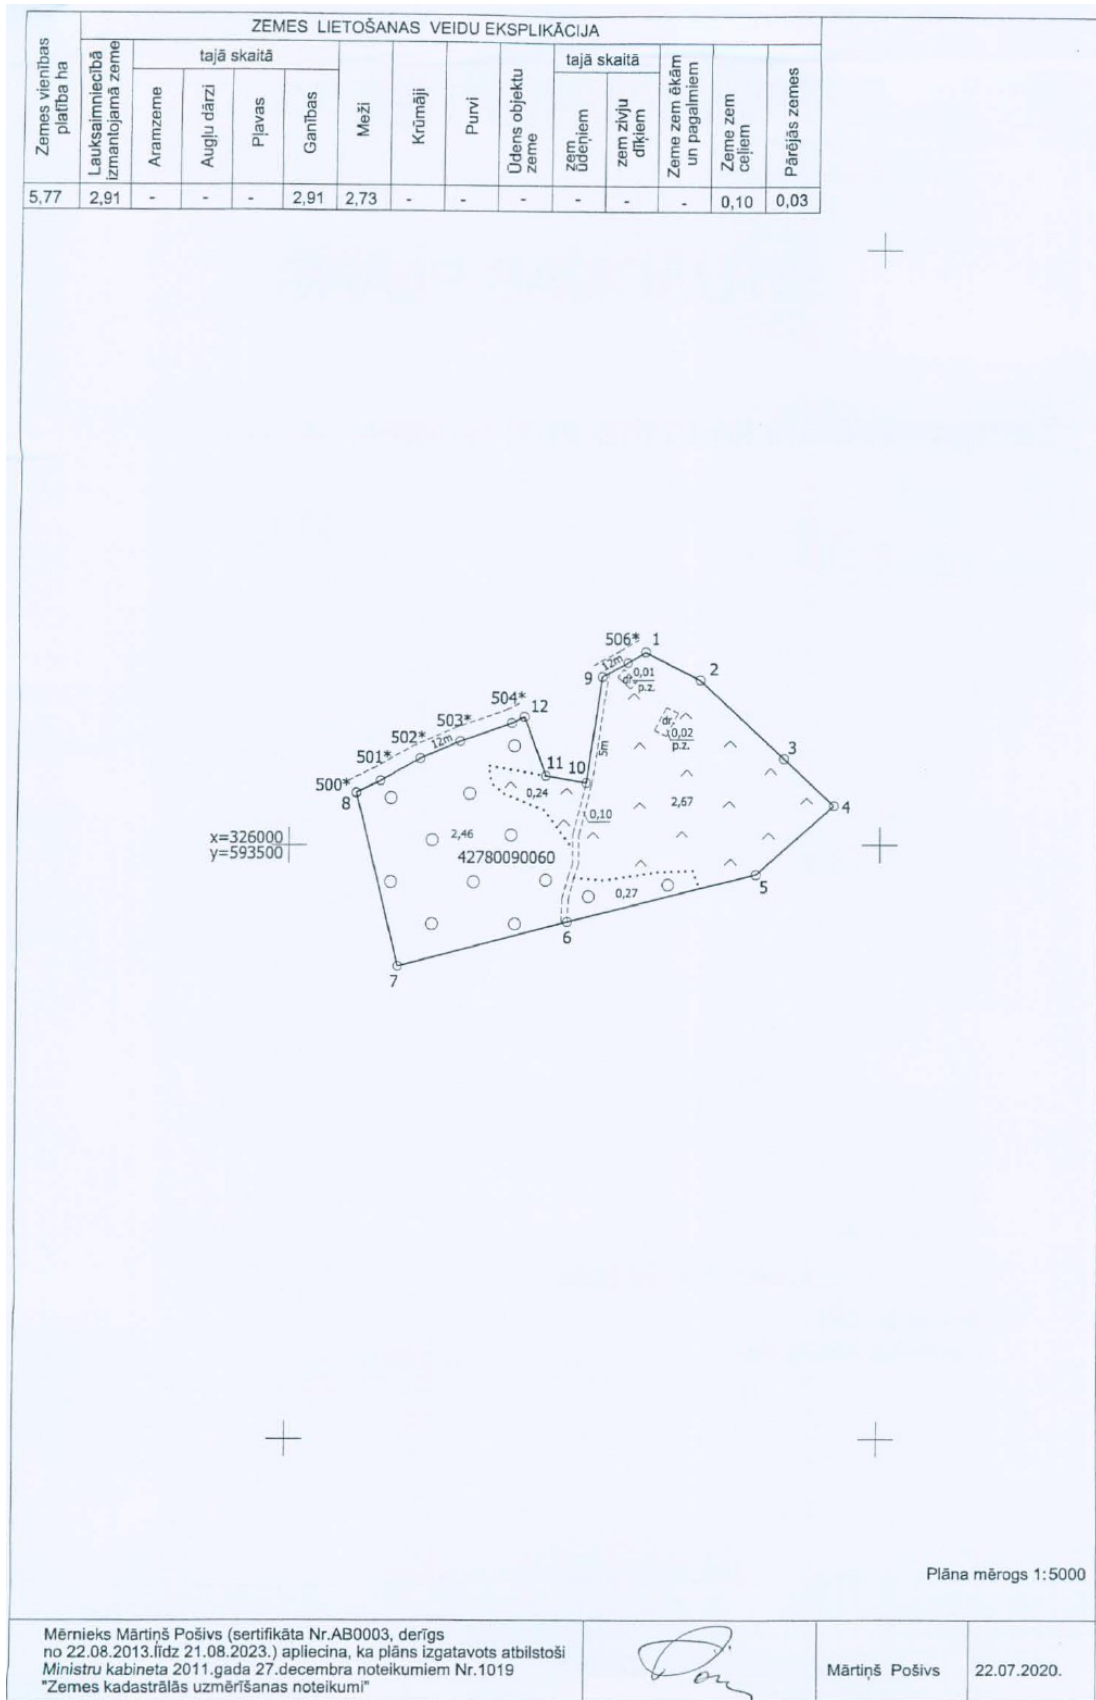 ZEMES LIETOŠANAS VEIDU EKSPLIKĀCIJA
Zemes vienības
platība ha
Lauksaimniecībā
izmantojamā zeme
tajā skaitā
Aramzeme
Augļu dārzi
Pļavas
Ganības
Meži
Krūmāji
Purvi
Ūdens objektu
zeme
tajā skaitā
zem
ūdeņiem
zem zivju
dīķiem
Zeme zem ēkām
un pagalmiem
Zeme zem
ceļiem
Pārējās zemes
5,77 2,91 - - - 2,91 2,73 - - - - - - 0,10 0,03
506* 1
12m
9
dr. 0,01
p.z.
2
504* 12
503*
502* 12m
501*
500*
8
dr. 0,02
p.z.
5m
3
11 10
0,24
2,67
4
0,10
x=326000
y=593500
2,46
42780090060
5
0,27
6
7
Plāna mērogs 1:5000
Mērnieks Mārtiņš Pošivs (sertifikāta Nr.AB0003, derīgs
no 22.08.2013.līdz 21.08.2023.) apliecina, ka plāns izgatavots atbilstoši
Ministru kabineta 2011.gada 27.decembra noteikumiem Nr.1019
"Zemes kadastrālās uzmērīšanas noteikumi"
Mārtiņš Pošivs
22.07.2020.